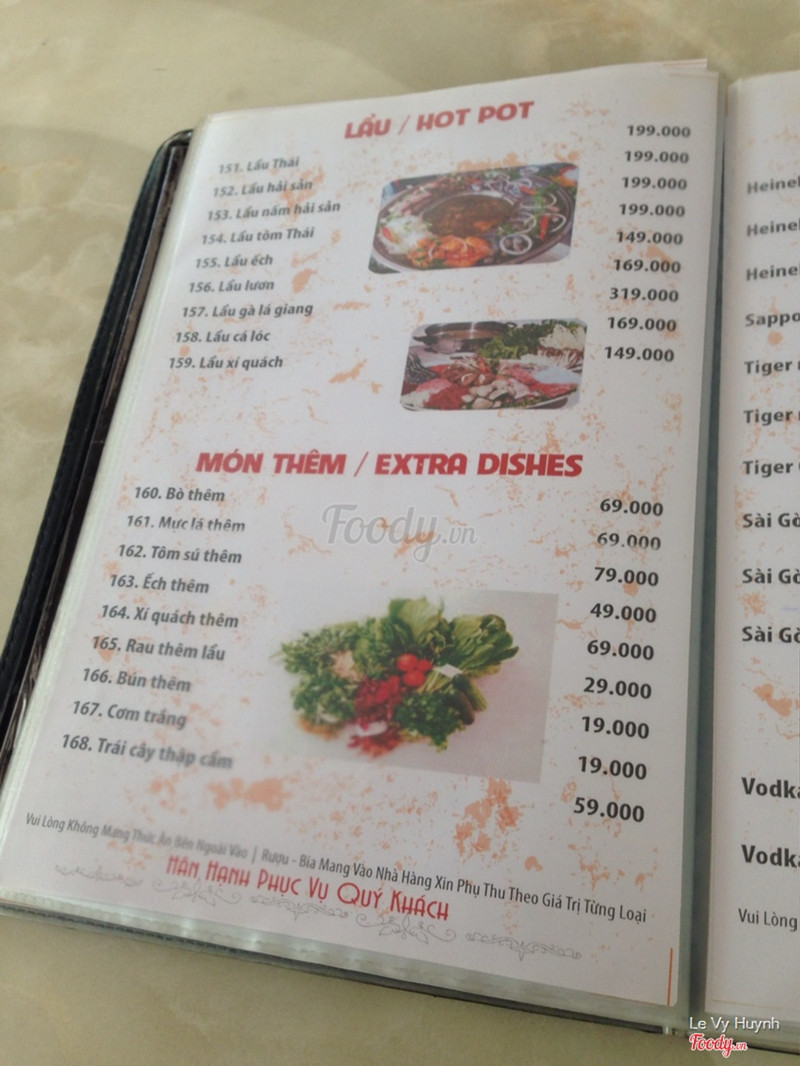 LẨU / HOT POT
151. Lẩu Thái 199.000
152. Lẩu hải sản 199.000
153. Lẩu nấm hải sản 199.000
154. Lẩu tôm Thái 199.000
155. Lẩu ếch 149.000
156. Lẩu lươn 169.000
157. Lẩu gà lá giang 319.000
158. Lẩu cá lóc 169.000
159. Lẩu xí quách 149.000
MÓN THÊM / EXTRA DISHES
160. Bò thêm 69.000
161. Mực lá thêm 69.000
162. Tôm sú thêm 79.000
163. Ếch thêm 49.000
164. Xí quách thêm 69.000
165. Rau thêm lẩu 29.000
166. Bún thêm 19.000
167. Cơm trắng 19.000
168. Trái cây thập cẩm 59.000
Vui Lòng Không Mang Thức Ăn Bên Ngoài Vào | Rượu - Bia Mang Vào Nhà Hàng Xin Phụ Thu Theo Giá Trị Từng Loại
HÂN HẠNH PHỤC VỤ QUÝ KHÁCH
Foody.vn
Heinek
Heinek
Heinek
Sappo
Tiger
Tiger
Tiger
Sài Gò
Sài Gò
Sài Gò
Vodka
Vodka
Vui Lòng
Le Vy Huynh
Foody.vn